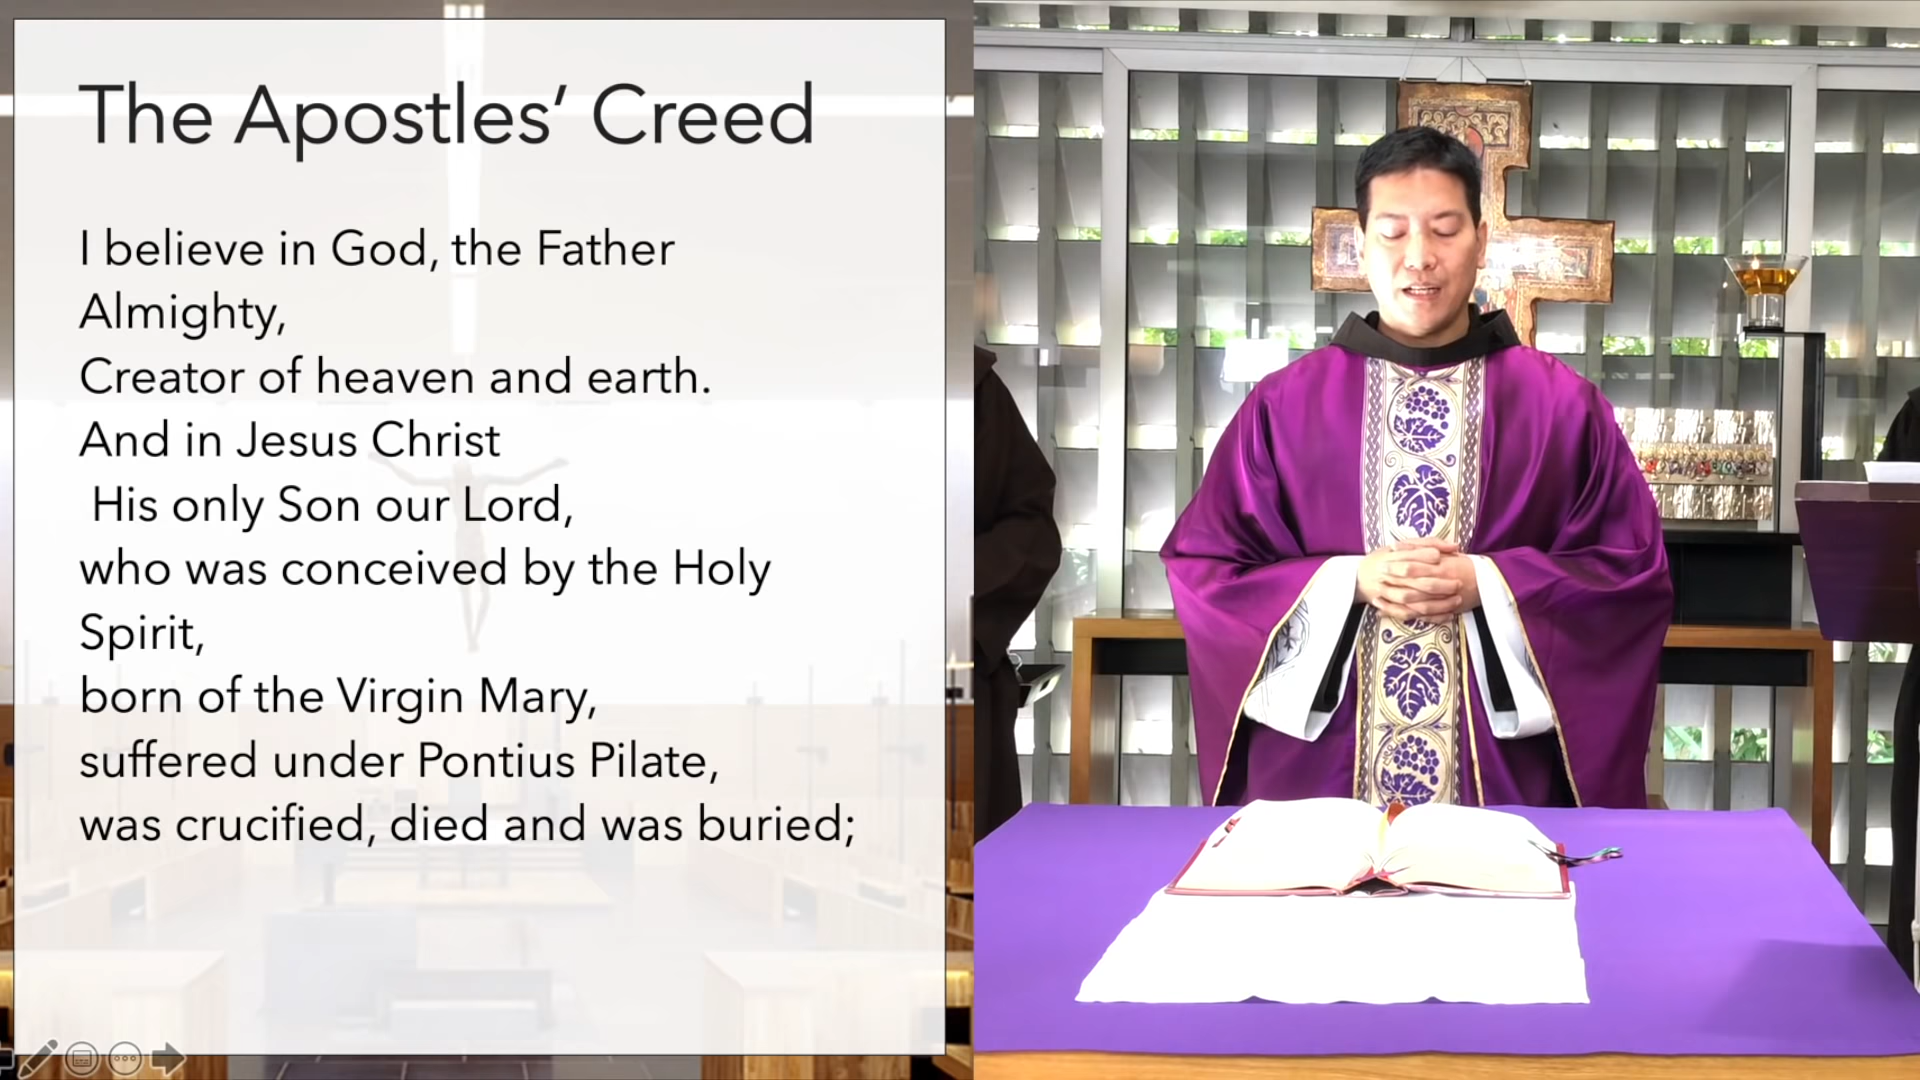 The Apostles’ Creed
I believe in God, the Father
Almighty,
Creator of heaven and earth.
And in Jesus Christ
His only Son our Lord,
who was conceived by the Holy
Spirit,
born of the Virgin Mary,
suffered under Pontius Pilate,
was crucified, died and was buried;